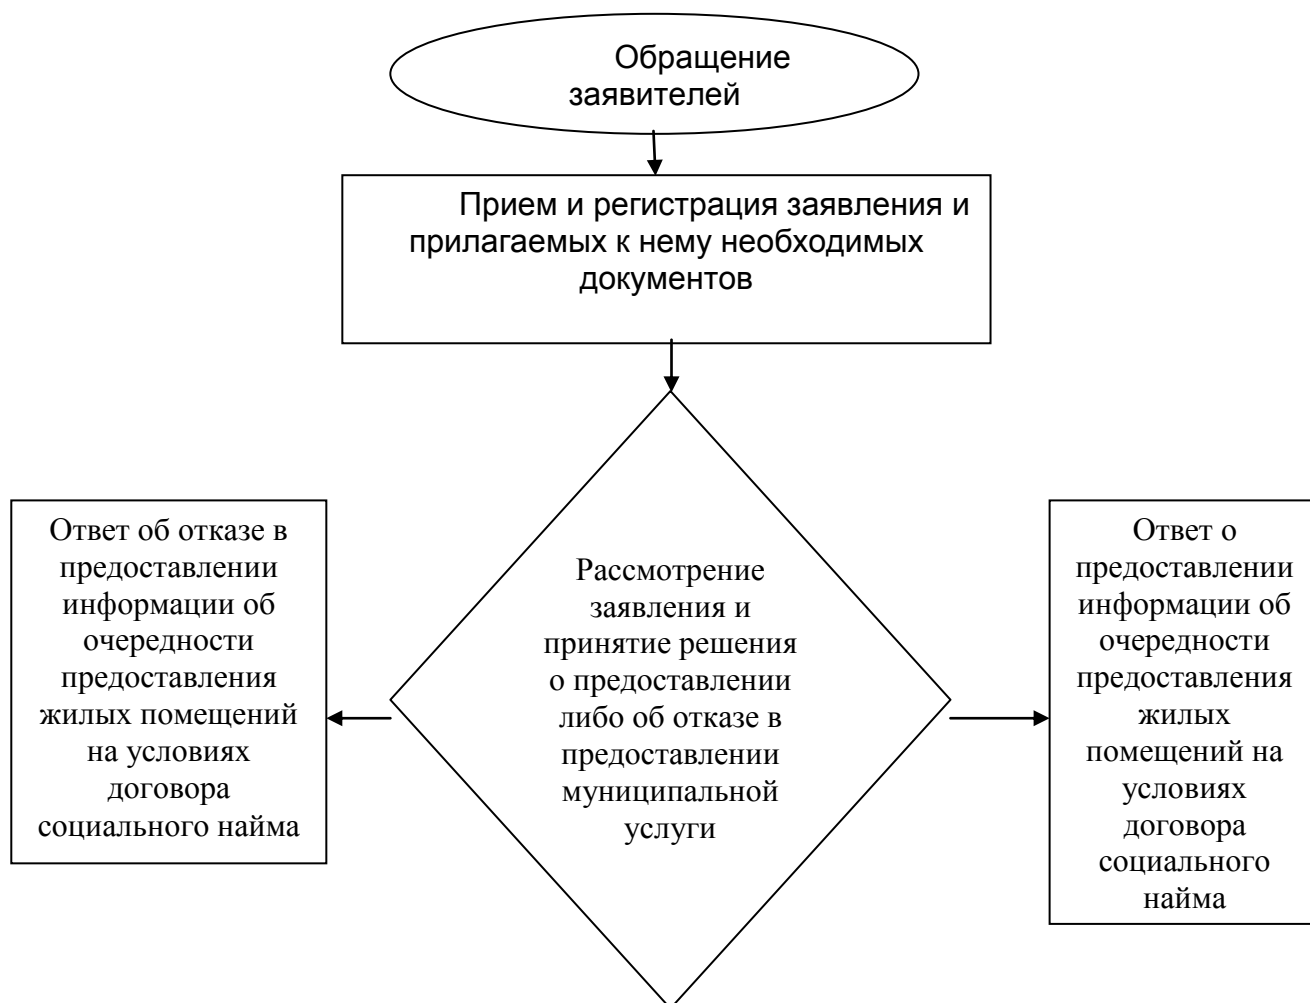 Обращение
заявителей
Прием и регистрация заявления и
прилагаемых к нему необходимых
документов
Ответ об отказе в
предоставлении
информации об
очередности
предоставления
жилых помещений
на условиях
договора
социального найма
Рассмотрение
заявления и
принятие решения
о предоставлении
либо об отказе в
предоставлении
муниципальной
услуги
Ответ о
предоставлении
информации об
очередности
предоставления
жилых
помещений на
условиях
договора
социального
найма